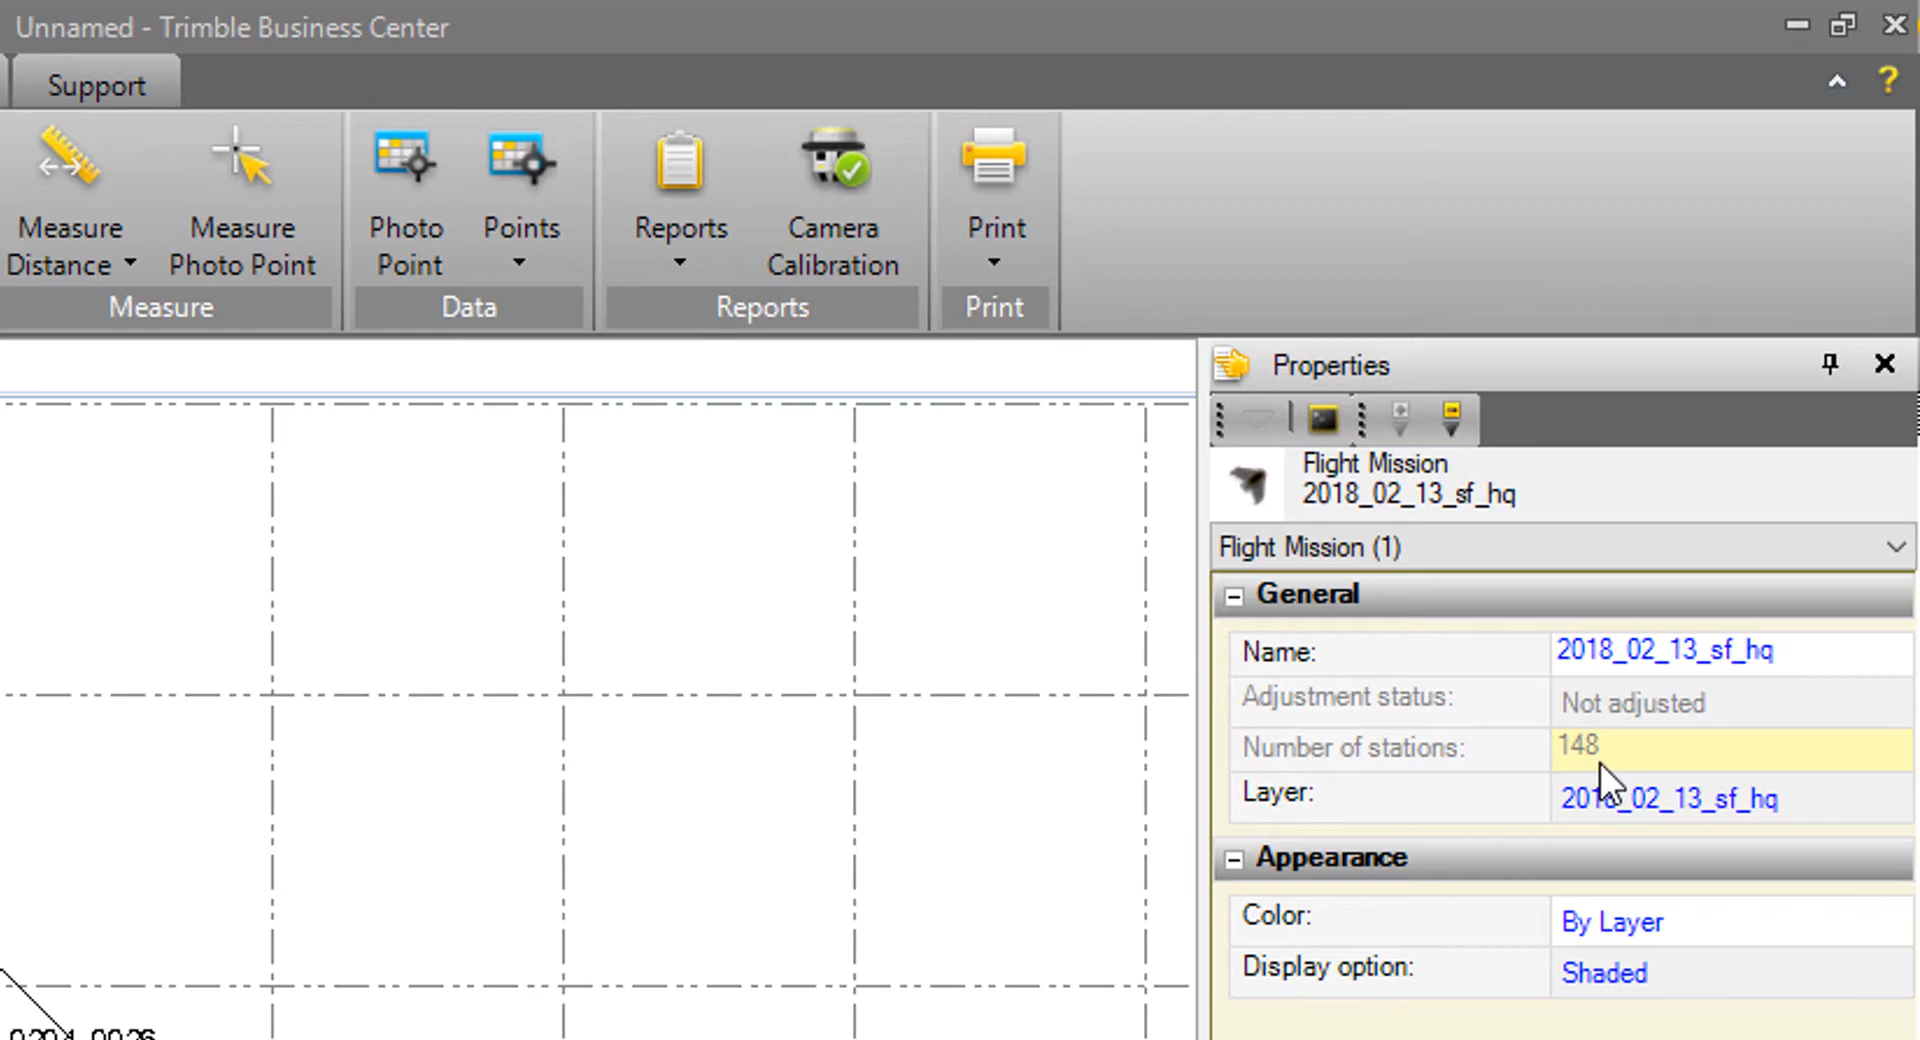 Unnamed - Trimble Business Center
Support
Measure Distance
Measure Photo Point
Photo Point
Points
Reports
Camera Calibration
Print
Measure
Data
Reports
Print
Properties
Flight Mission
2018_02_13_sf_hq
Flight Mission (1)
General
Name: 2018_02_13_sf_hq
Adjustment status: Not adjusted
Number of stations: 148
Layer: 2018_02_13_sf_hq
Appearance
Color: By Layer
Display option: Shaded